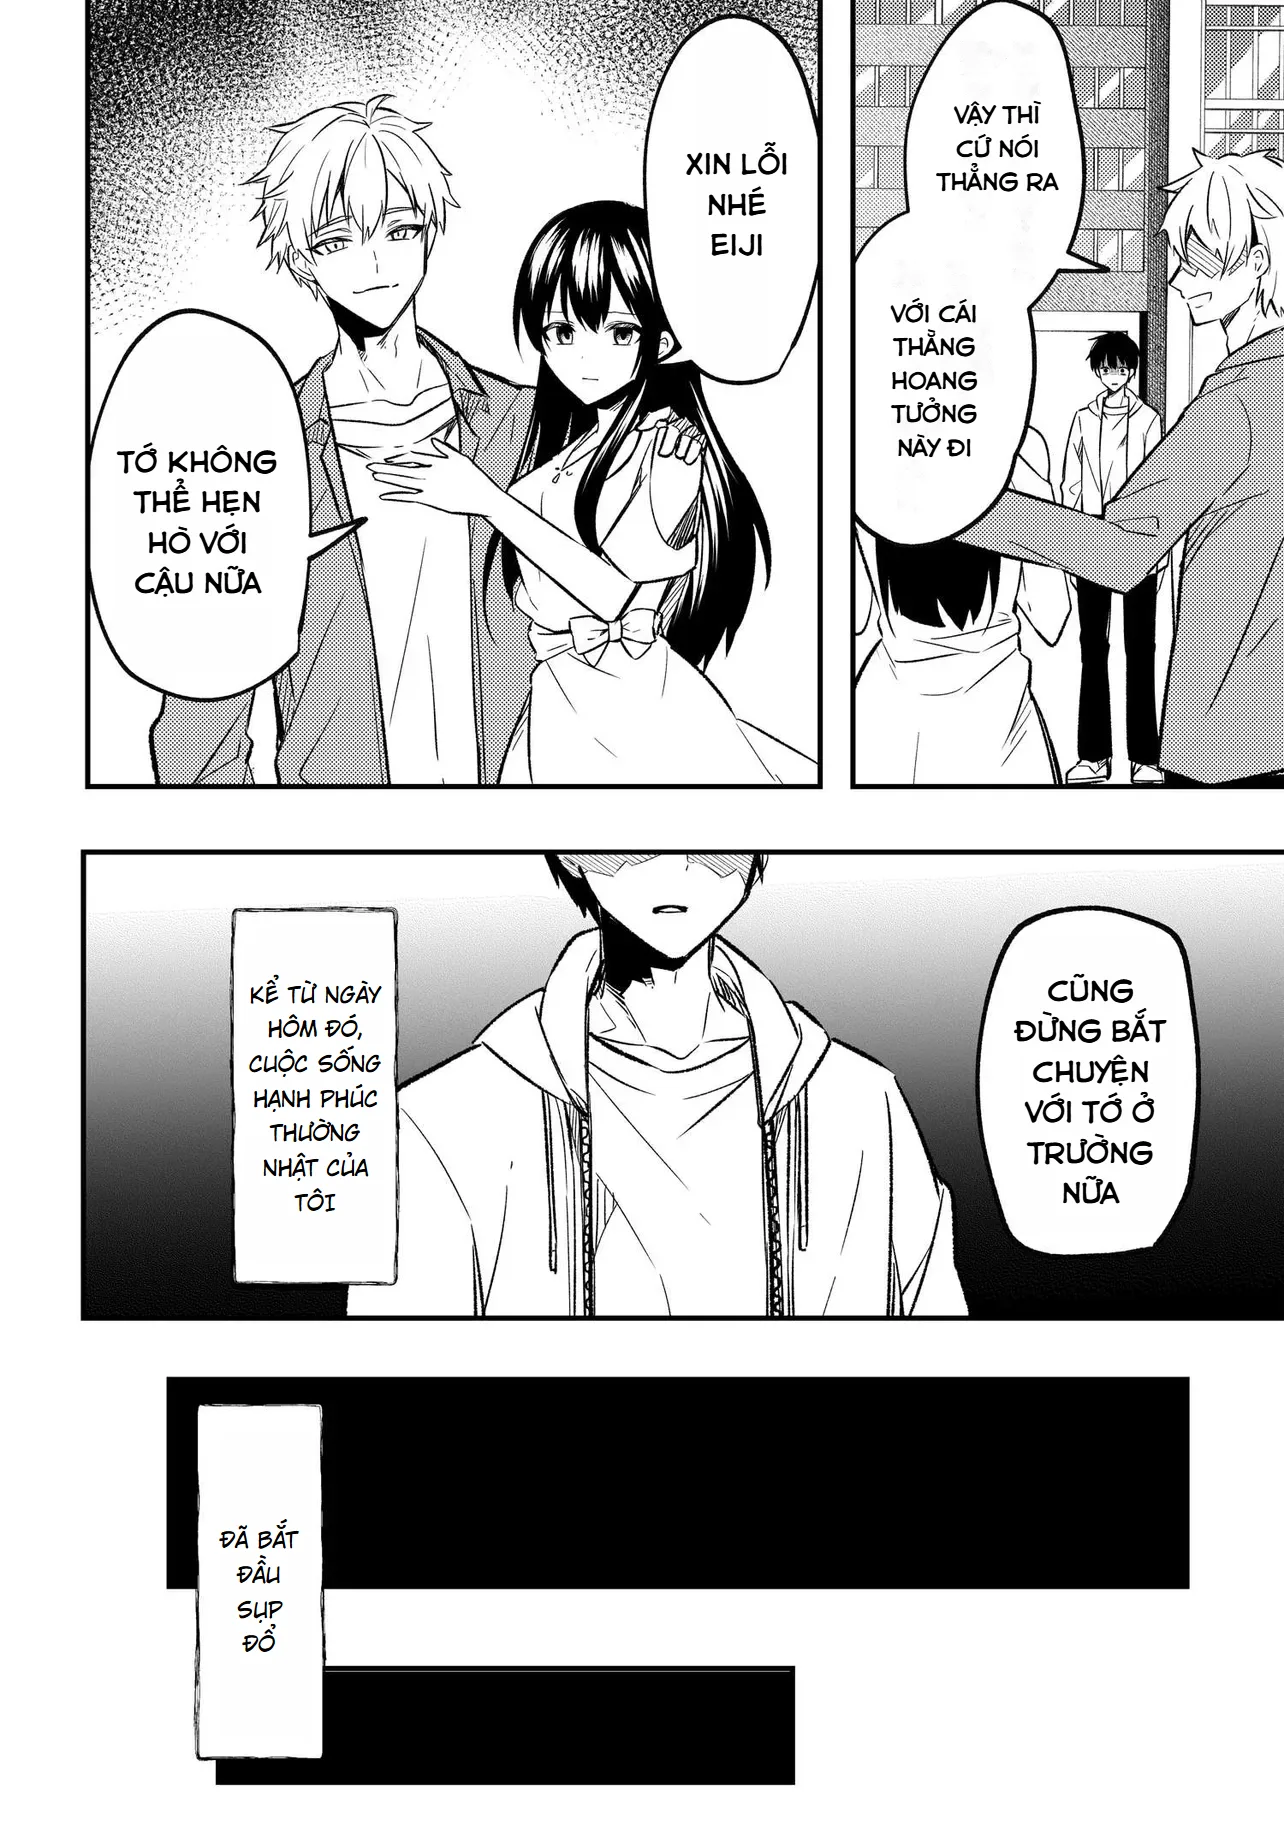 VẬY THÌ
CỨ NÓI
THẲNG RA
VỚI CÁI
THẰNG
HOANG
TƯỞNG
NÀY ĐI
XIN LỖI
NHÉ
EIJI
TỚ KHÔNG
THỂ HẸN
HÒ VỚI
CẬU NỮA
CŨNG
ĐỪNG BẮT
CHUYỆN
VỚI TỚ Ở
TRƯỜNG
NỮA
KỂ TỪ NGÀY
HÔM ĐÓ,
CUỘC SỐNG
HẠNH PHÚC
THƯỜNG
NHẬT CỦA
TÔI
ĐÃ BẮT
ĐẦU
SỤP
ĐỔ